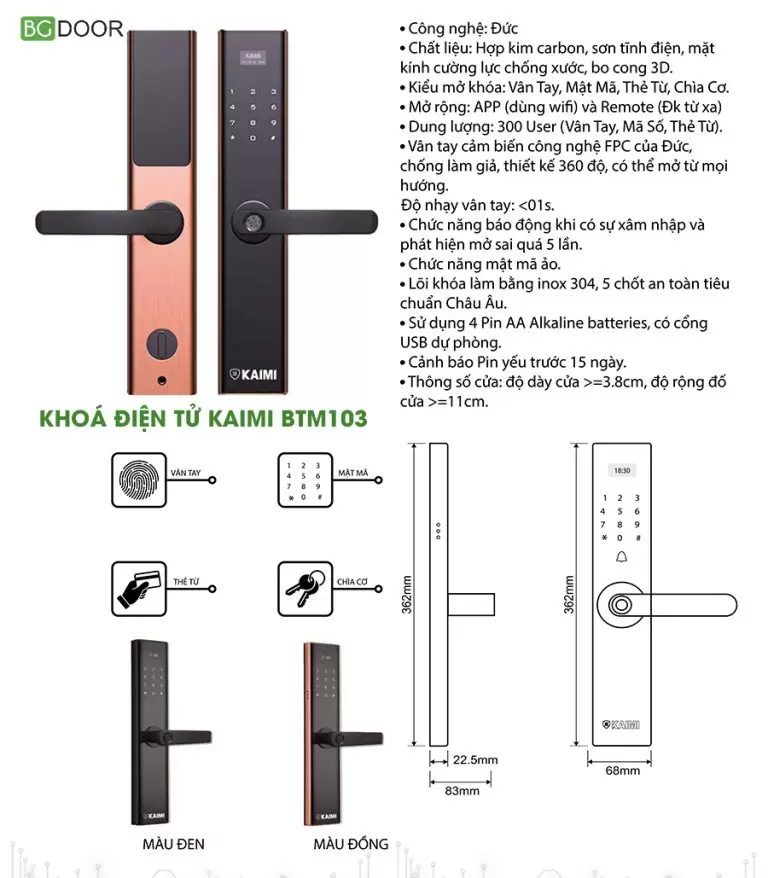 BG DOOR
KAIMI
1 2 3
4 5 6
7 8 9
* 0 #
KAIMI
KHOÁ ĐIỆN TỬ KAIMI BTM103
• Công nghệ: Đức
• Chất liệu: Hợp kim carbon, sơn tĩnh điện, mặt
kính cường lực chống xước, bo cong 3D.
• Kiểu mở khóa: Vân Tay, Mật Mã, Thẻ Từ, Chìa Cơ.
• Mở rộng: APP (dùng wifi) và Remote (Đk từ xa)
• Dung lượng: 300 User (Vân Tay, Mã Số, Thẻ Từ).
• Vân tay cảm biến công nghệ FPC của Đức,
chống làm giả, thiết kế 360 độ, có thể mở từ mọi
hướng.
Độ nhạy vân tay: <01s.
• Chức năng báo động khi có sự xâm nhập và
phát hiện mở sai quá 5 lần.
• Chức năng mật mã ảo.
• Lõi khóa làm bằng inox 304, 5 chốt an toàn tiêu
chuẩn Châu Âu.
• Sử dụng 4 Pin AA Alkaline batteries, có cổng
USB dự phòng.
• Cảnh báo Pin yếu trước 15 ngày.
• Thông số cửa: độ dày cửa >=3.8cm, độ rộng đố
cửa >=11cm.
VÂN TAY
1 2 3
4 5 6
7 8 9
* 0 #
MẬT MÃ
THẺ TỪ
CHÌA CƠ
KAIMI
MÀU ĐEN
KAIMI
MÀU ĐỒNG
362mm
22.5mm
83mm
362mm
18:30
1 2 3
4 5 6
7 8 9
* 0 #
KAIMI
68mm